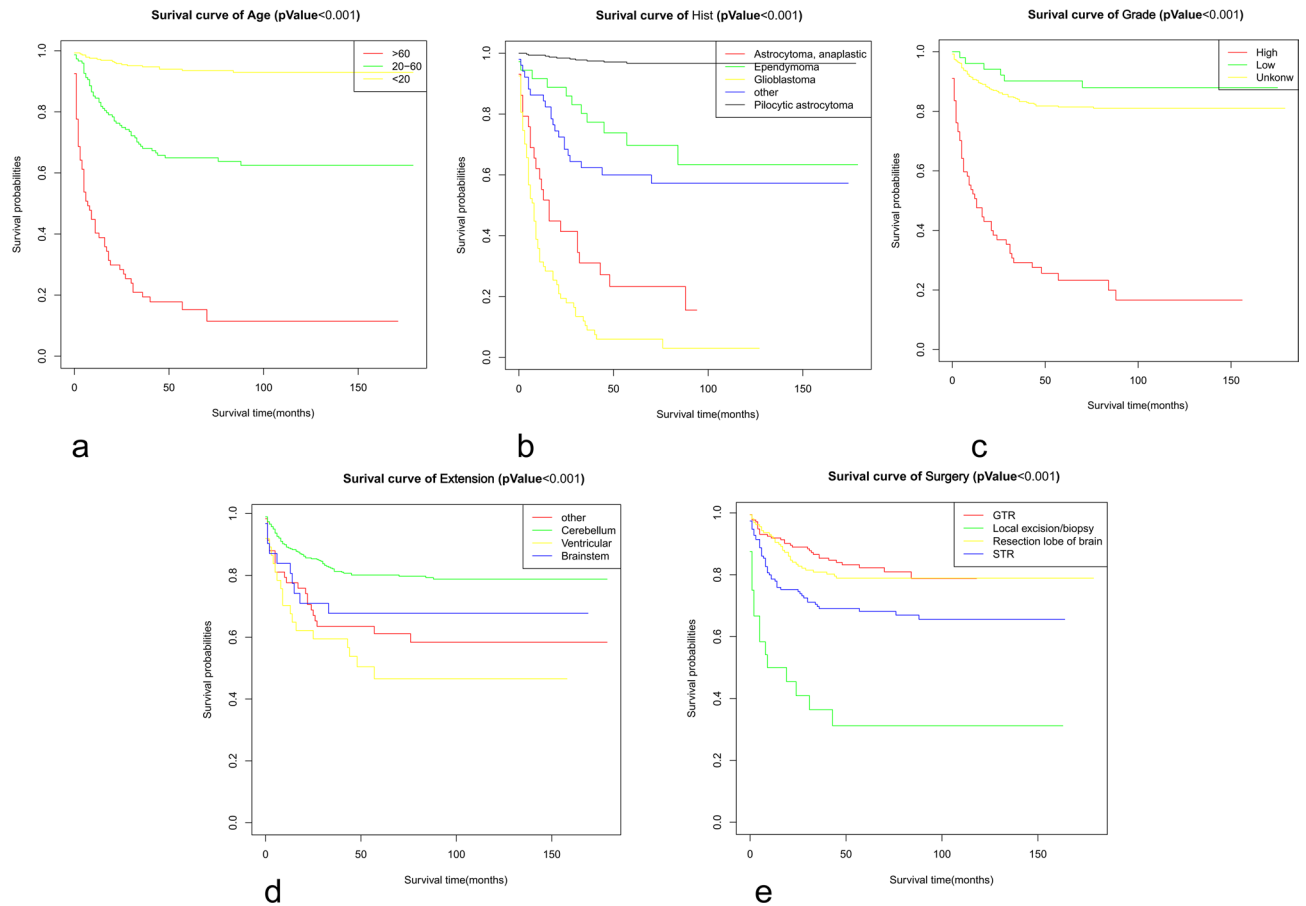 Surival curve of Age (pValue<0.001)
Survival probabilities
1.0
0.8
0.6
0.4
0.2
0.0
>60
20−60
<20
0
50
100
150
Survival time(months)
a
Surival curve of Hist (pValue<0.001)
Survival probabilities
1.0
0.8
0.6
0.4
0.2
0.0
Astrocytoma, anaplastic
Ependymoma
Glioblastoma
other
Pilocytic astrocytoma
0
50
100
150
Survival time(months)
b
Surival curve of Grade (pValue<0.001)
Survival probabilities
1.0
0.8
0.6
0.4
0.2
0.0
High
Low
Unkonw
0
50
100
150
Survival time(months)
c
Surival curve of Extension (pValue<0.001)
Survival probabilities
1.0
0.8
0.6
0.4
0.2
0.0
other
Cerebellum
Ventricular
Brainstem
0
50
100
150
Survival time(months)
d
Surival curve of Surgery (pValue<0.001)
Survival probabilities
1.0
0.8
0.6
0.4
0.2
0.0
GTR
Local excision/biopsy
Resection lobe of brain
STR
0
50
100
150
Survival time(months)
e